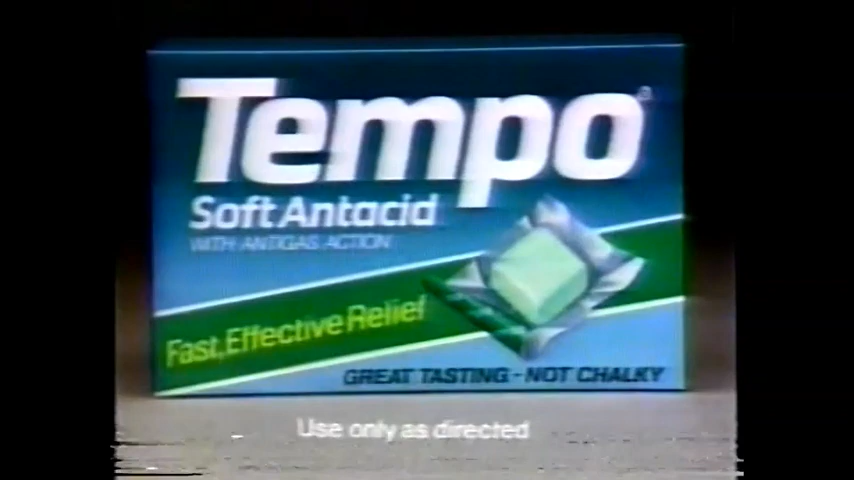 Tempo®
Soft Antacid
WITH ANTIGAS ACTION
Fast, Effective Relief
GREAT TASTING - NOT CHALKY
Use only as directed